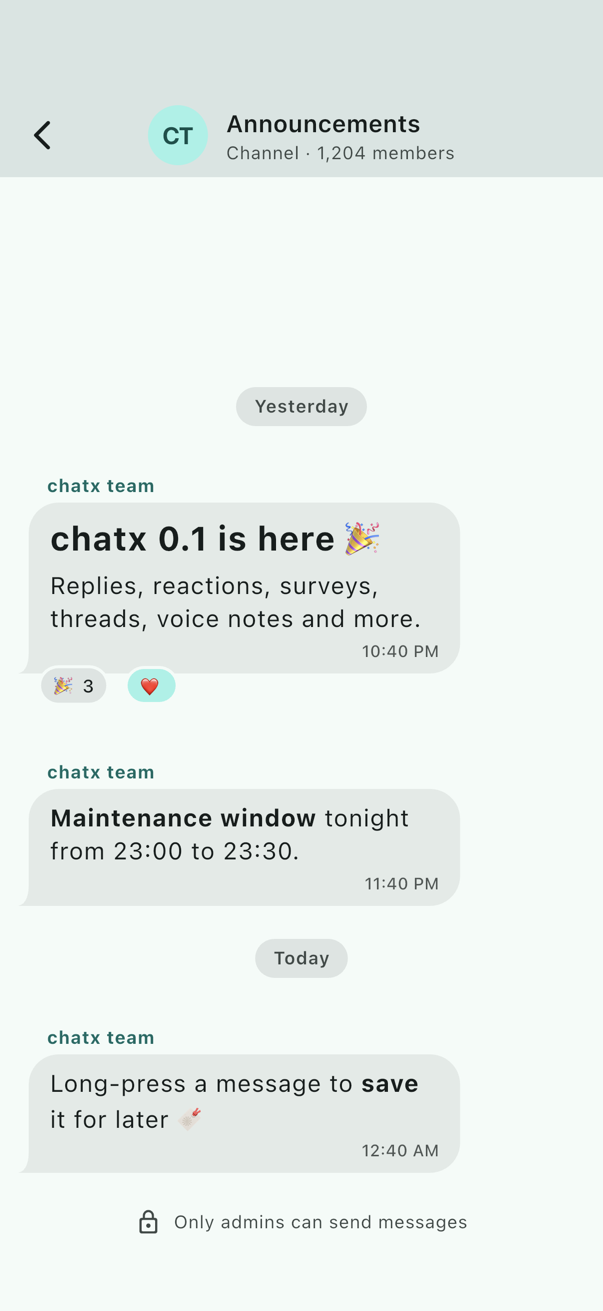 CT
Announcements
Channel · 1,204 members
Yesterday
chatx team
chatx 0.1 is here 🎉
Replies, reactions, surveys,
threads, voice notes and more.
10:40 PM
🎉 3
❤️
chatx team
Maintenance window tonight
from 23:00 to 23:30.
11:40 PM
Today
chatx team
Long-press a message to save
it for later 🔖
12:40 AM
Only admins can send messages